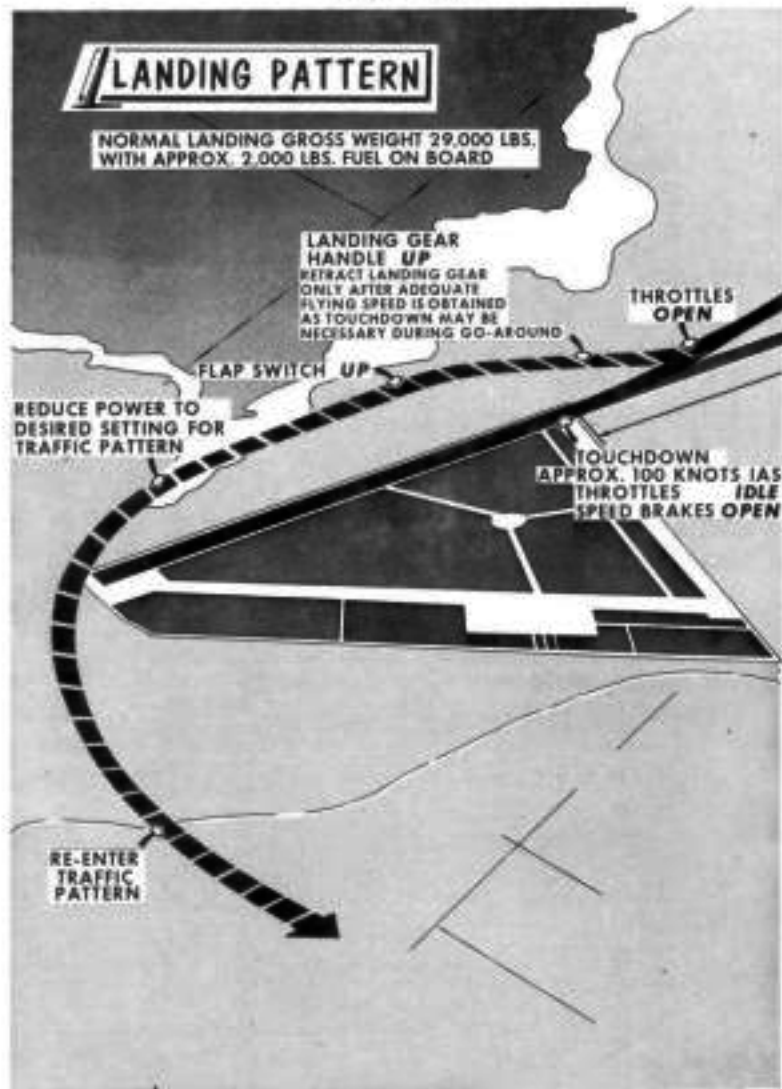 LANDING PATTERN
NORMAL LANDING GROSS WEIGHT 29,000 LBS.
WITH APPROX. 2,000 LBS. FUEL ON BOARD
LANDING GEAR
HANDLE UP
RETRACT LANDING GEAR
ONLY AFTER ADEQUATE
FLYING SPEED IS OBTAINED
AS TOUCHDOWN MAY BE
NECESSARY DURING GO-AROUND
THROTTLES
OPEN
FLAP SWITCH UP
REDUCE POWER TO
DESIRED SETTING FOR
TRAFFIC PATTERN
TOUCHDOWN
APPROX. 100 KNOTS IAS
THROTTLES IDLE
SPEED BRAKES OPEN
RE-ENTER
TRAFFIC
PATTERN